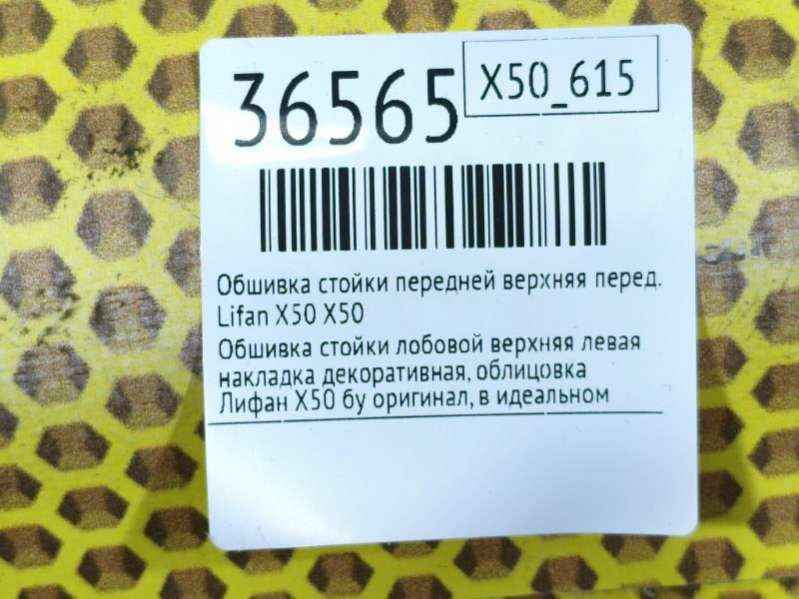 36565
X50_615
Обшивка стойки передней верхняя перед.
Lifan X50 X50
Обшивка стойки лобовой верхняя левая
накладка декоративная, облицовка
Лифан Х50 бу оригинал, в идеальном